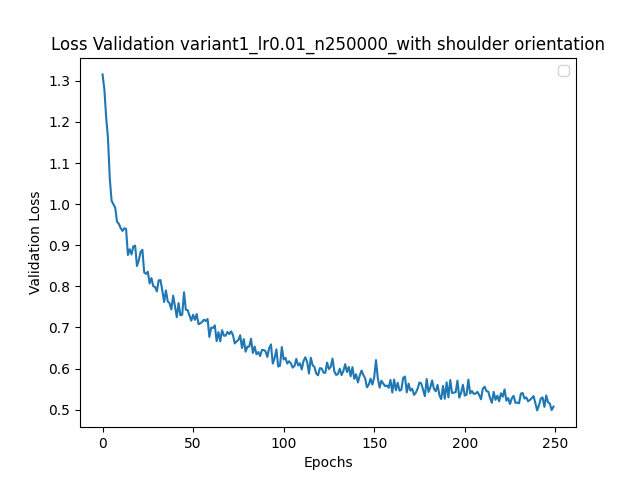 Loss Validation variant1_lr0.01_n250000_with shoulder orientation
1.3
1.2
1.1
1.0
0.9
0.8
0.7
0.6
0.5
Validation Loss
0 50 100 150 200 250
Epochs